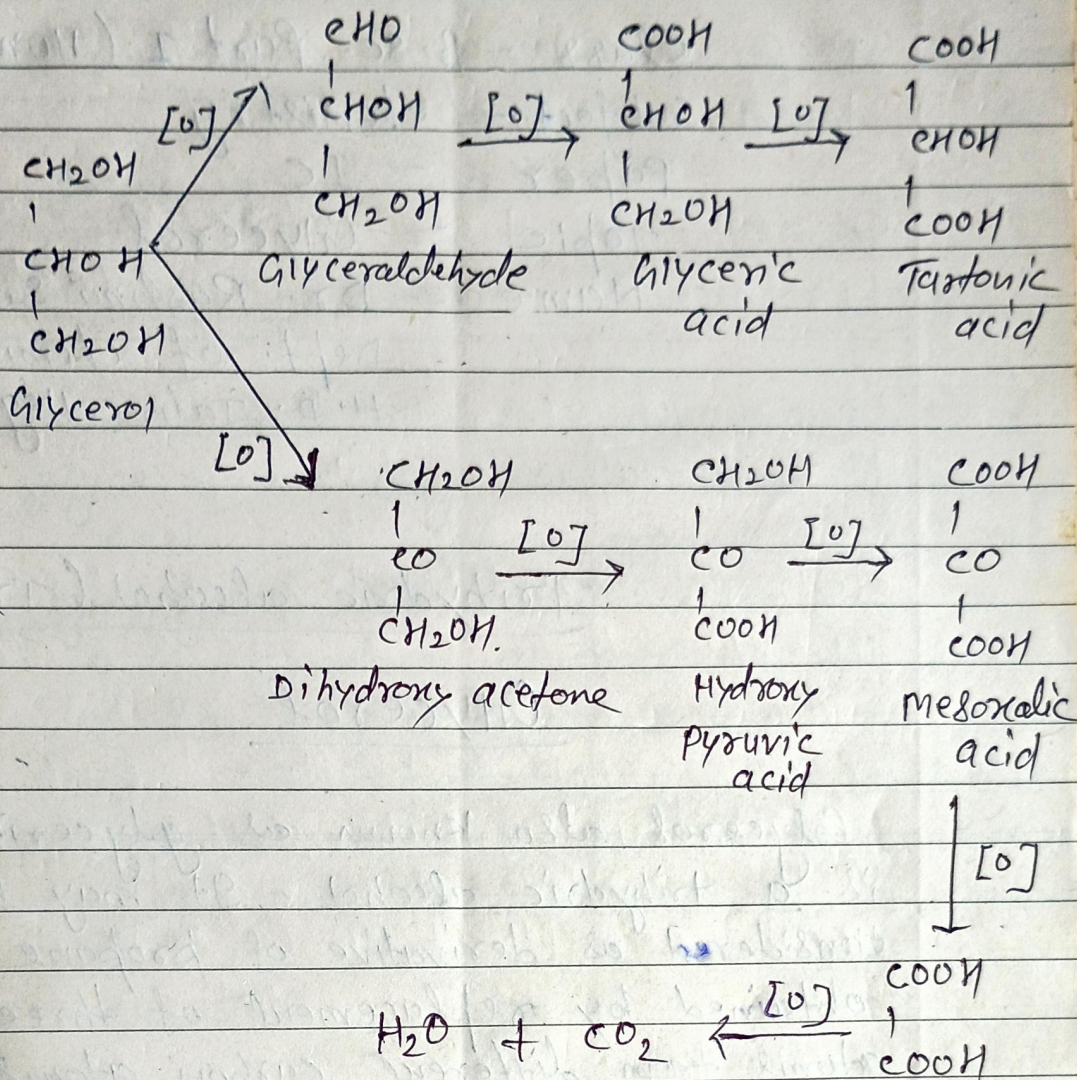 CHO COOH COOH
[O] CHOH [O] CHOH [O] CHOH
CH2OH CH2OH CH2OH COOH
CHOH Glyceraldehyde Glyceric Tartonic
acid acid
CH2OH
Glycerol
[O] CH2OH CH2OH COOH
CO [O] CO [O] CO
CH2OH. COOH COOH
Dihydroxy acetone Hydroxy Mesoxalic
Pyruvic acid
acid
[O]
COOH
H2O + CO2 [O]
COOH